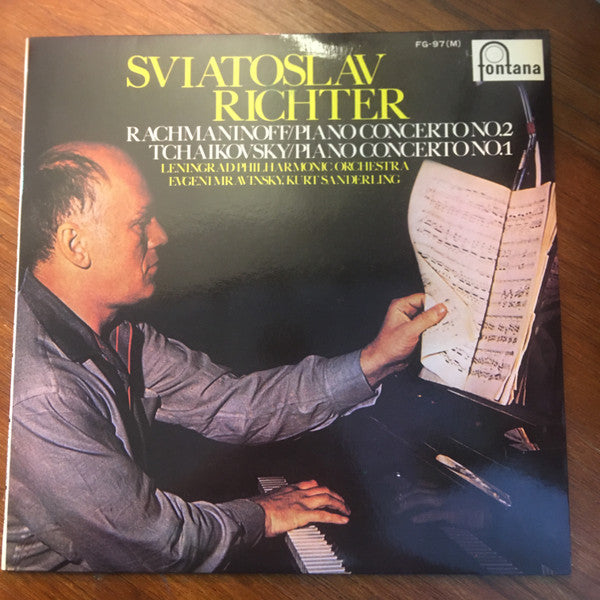 FG-97(M)
fontana
SVIATOSLAV
RICHTER
RACHMANINOFF/PIANO CONCERTO NO.2
TCHAIKOVSKY/PIANO CONCERTO NO.1
LENINGRAD PHILHARMONIC ORCHESTRA
EVGENI MRAVINSKY, KURT SANDERLING